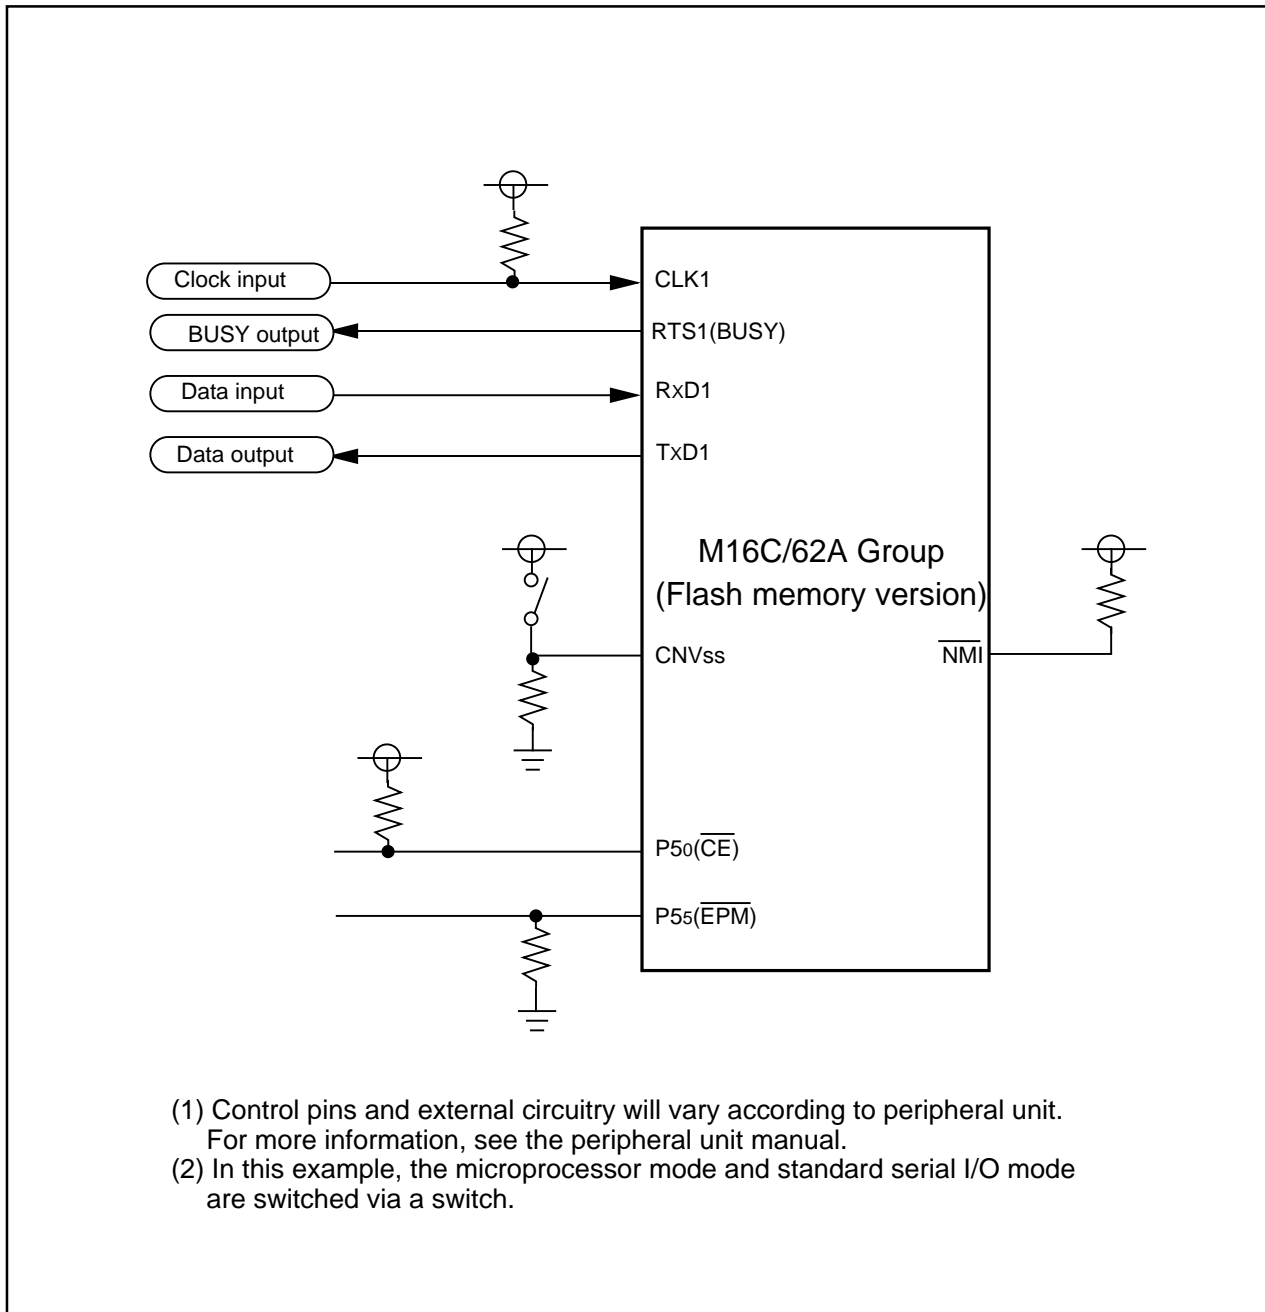 Clock input
CLK1
BUSY output
RTS1(BUSY)
Data input
RxD1
Data output
TxD1
M16C/62A Group
(Flash memory version)
CNVss
NMI
P50(CE)
P55(EPM)
(1) Control pins and external circuitry will vary according to peripheral unit.
For more information, see the peripheral unit manual.
(2) In this example, the microprocessor mode and standard serial I/O mode
are switched via a switch.